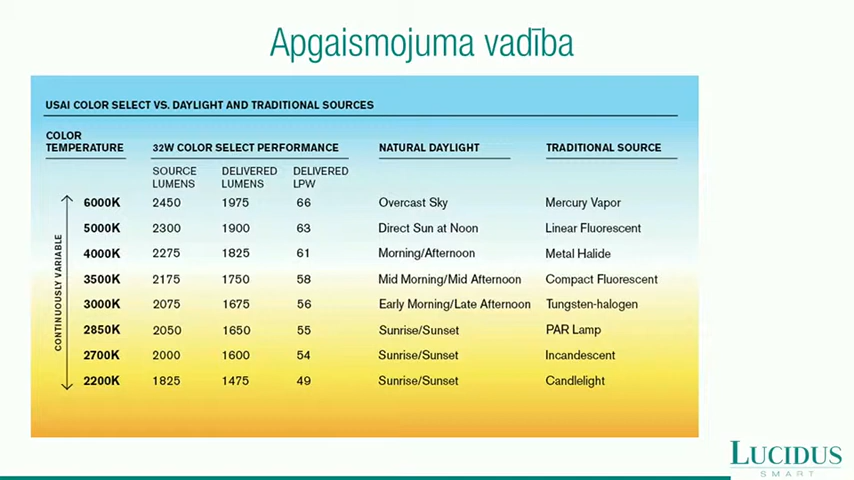 Apgaismojuma vadība
USAI COLOR SELECT VS. DAYLIGHT AND TRADITIONAL SOURCES
COLOR TEMPERATURE 32W COLOR SELECT PERFORMANCE NATURAL DAYLIGHT TRADITIONAL SOURCE
SOURCE LUMENS DELIVERED LUMENS DELIVERED LPW
6000K 2450 1975 66 Overcast Sky Mercury Vapor
5000K 2300 1900 63 Direct Sun at Noon Linear Fluorescent
4000K 2275 1825 61 Morning/Afternoon Metal Halide
3500K 2175 1750 58 Mid Morning/Mid Afternoon Compact Fluorescent
3000K 2075 1675 56 Early Morning/Late Afternoon Tungsten-halogen
2850K 2050 1650 55 Sunrise/Sunset PAR Lamp
2700K 2000 1600 54 Sunrise/Sunset Incandescent
2200K 1825 1475 49 Sunrise/Sunset Candlelight
CONTINUOUSLY VARIABLE
LUCIDUS
SMART